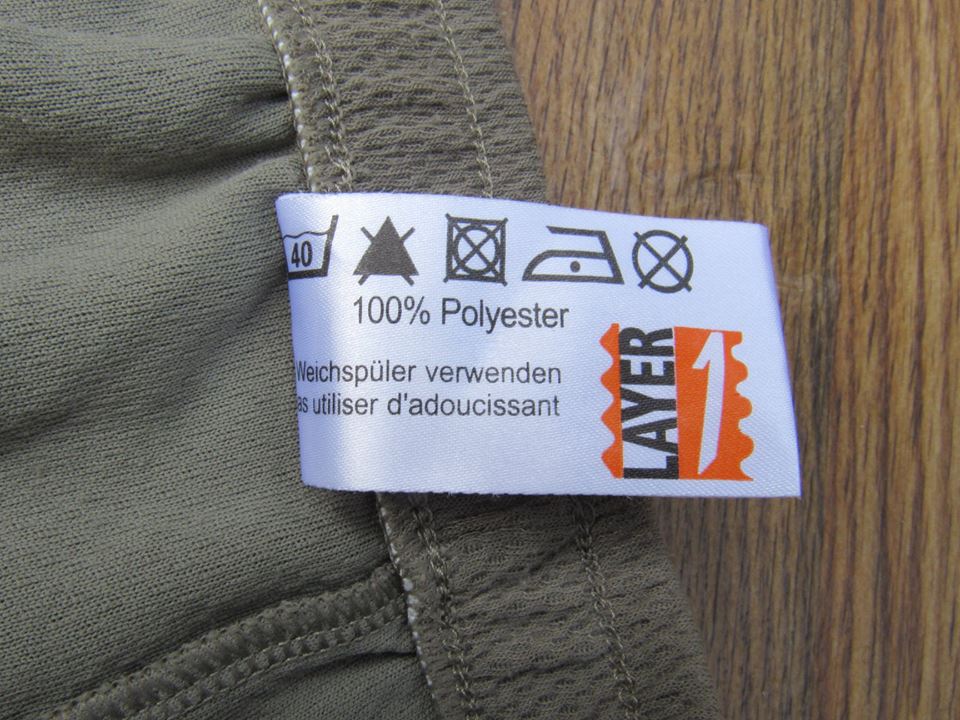 40
100% Polyester
Weichspüler verwenden
as utiliser d'adoucissant
LAYER
1